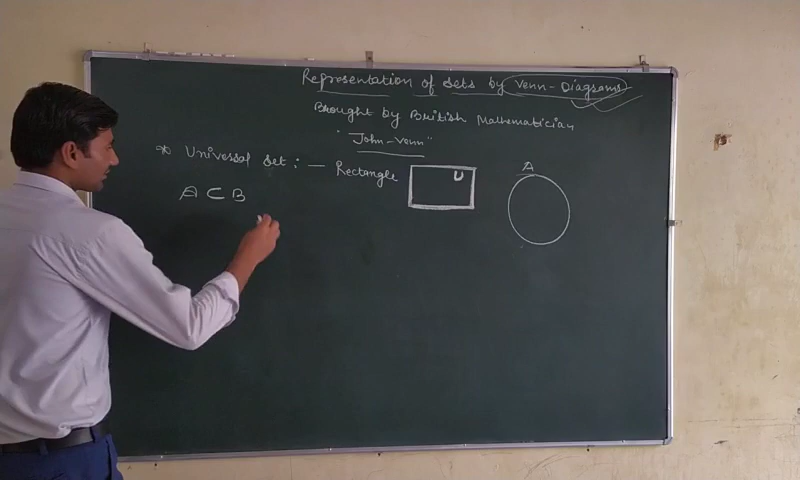 Representation of sets by Venn-Diagrams
Brought by British Mathematician
"John-Venn"
* Universal set : — Rectangle U A
A ⊂ B